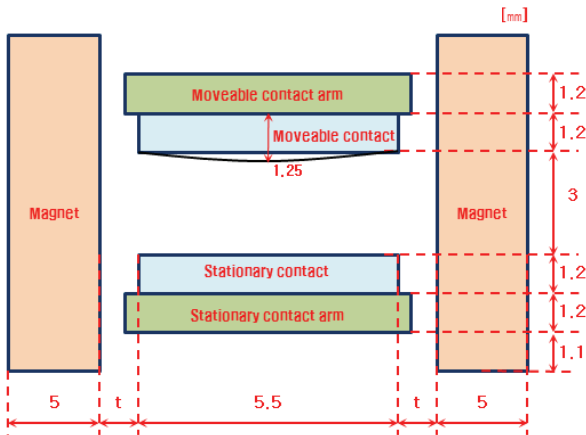 [mm]
Moveable contact arm
1.2
Moveable contact
1.2
1.25
3
Magnet
Magnet
Stationary contact
1.2
Stationary contact arm
1.2
1.1
5
t
5.5
t
5